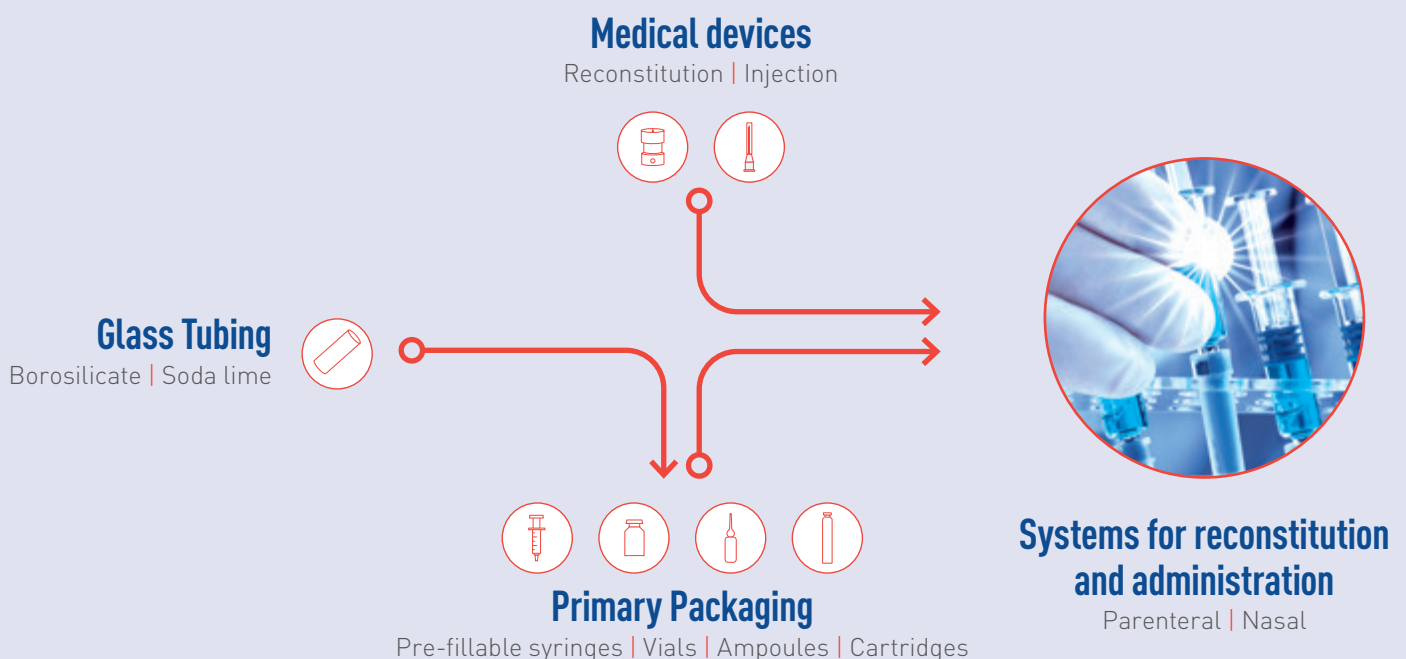 Medical devices
Reconstitution | Injection
Glass Tubing
Borosilicate | Soda lime
Primary Packaging
Pre-fillable syringes | Vials | Ampoules | Cartridges
Systems for reconstitution
and administration
Parenteral | Nasal